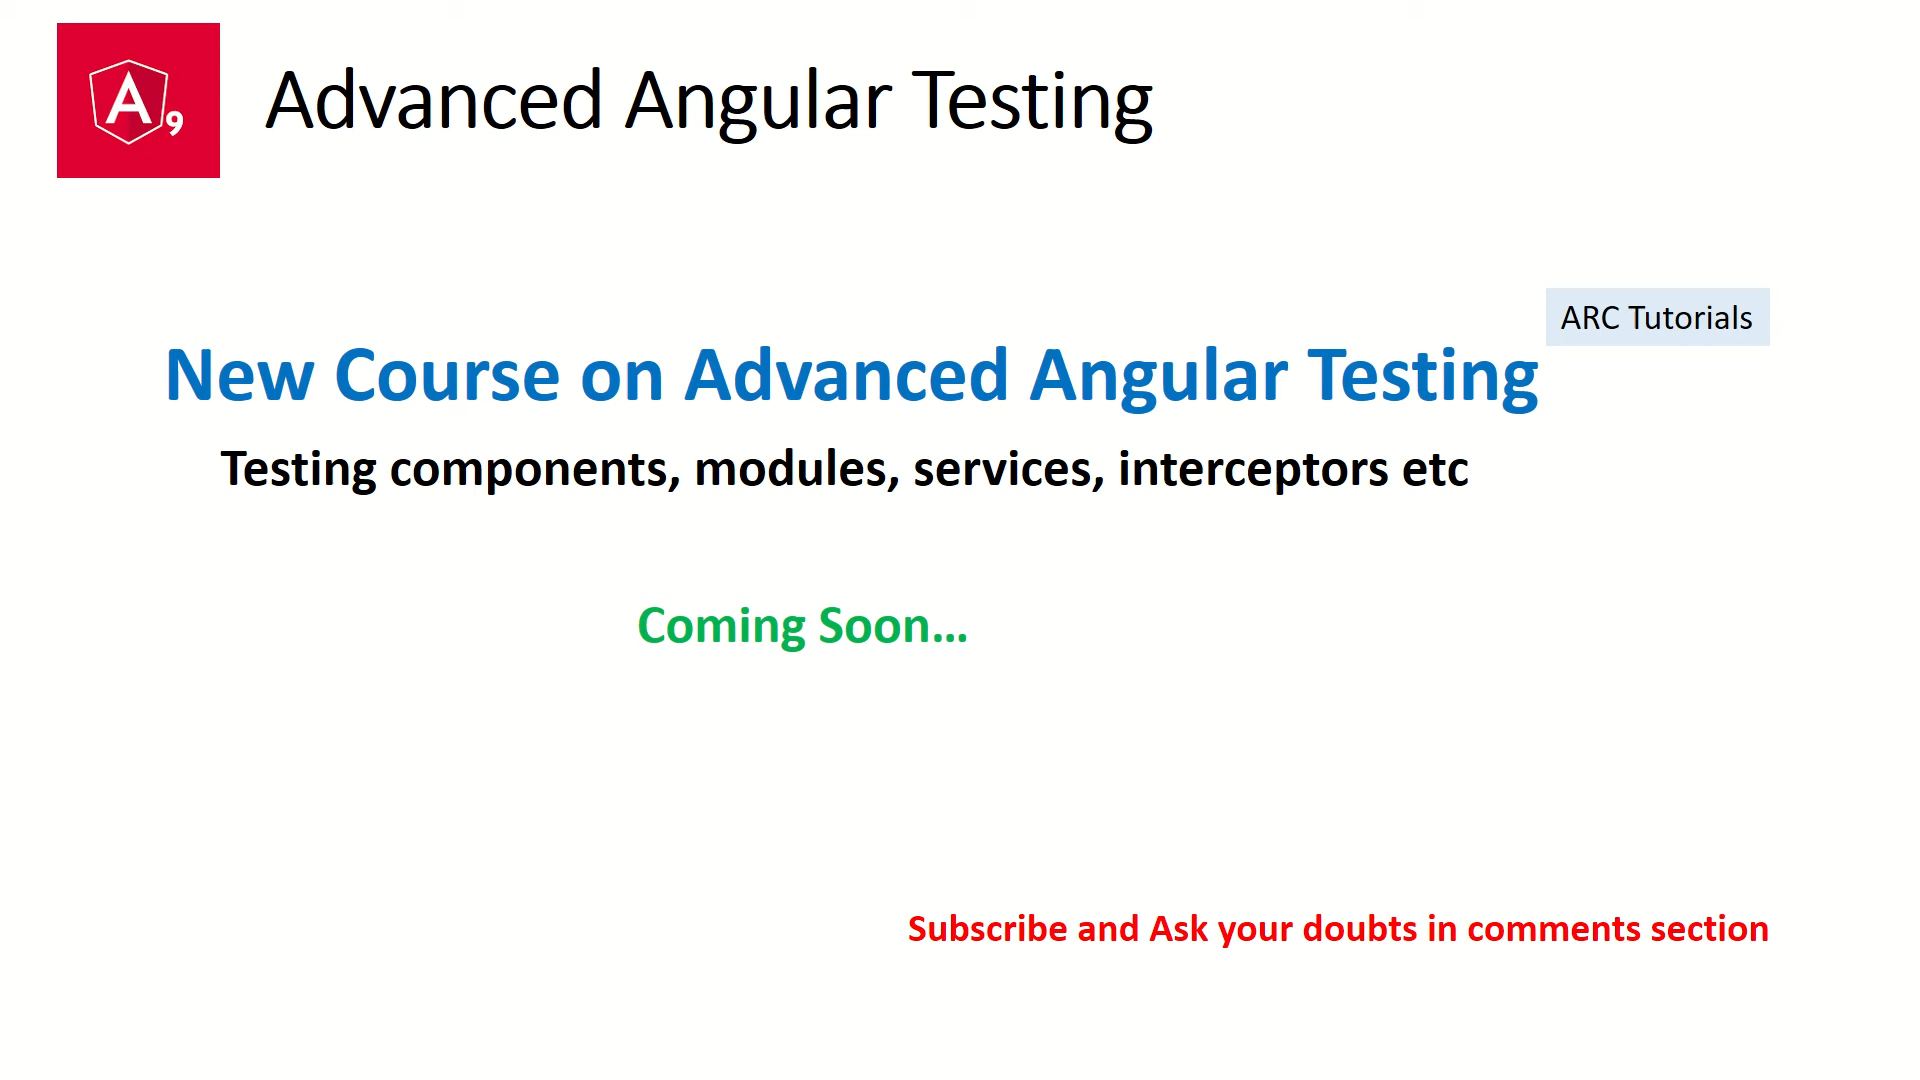 A9
Advanced Angular Testing
ARC Tutorials
New Course on Advanced Angular Testing
Testing components, modules, services, interceptors etc
Coming Soon...
Subscribe and Ask your doubts in comments section